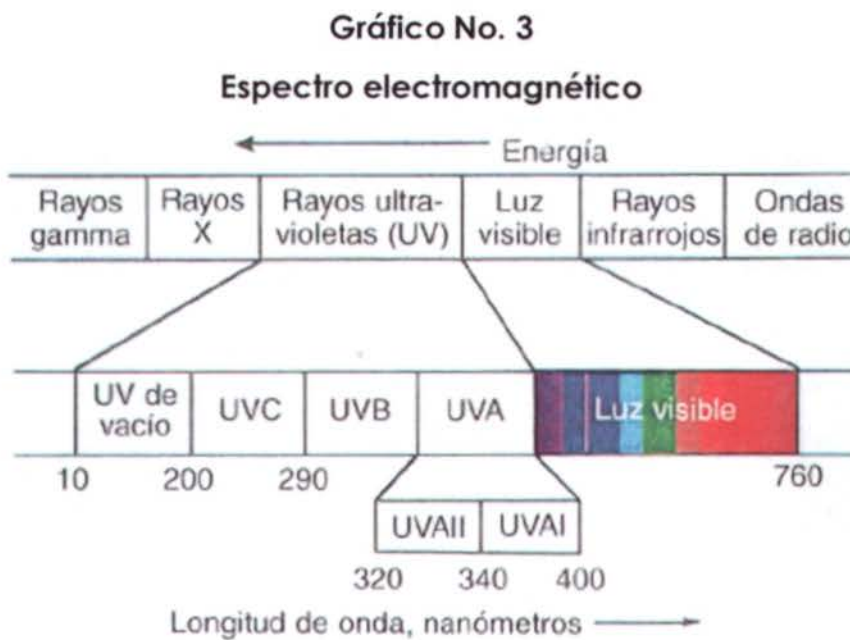 Gráfico No. 3
Espectro electromagnético
Energía
Rayos gamma
Rayos X
Rayos ultra-
violetas (UV)
Luz visible
Rayos infrarrojos
Ondas de radio
UV de vacío
UVC
UVB
UVA
Luz visible
10
200
290
760
UVAII
UVAI
320
340
400
Longitud de onda, nanómetros